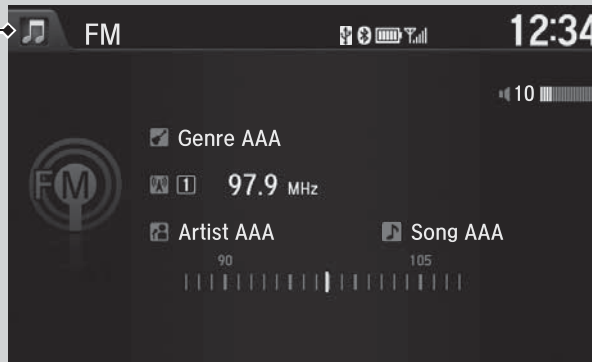 FM 12:34
10
Genre AAA
FM
1 97.9 MHz
Artist AAA Song AAA
90 105